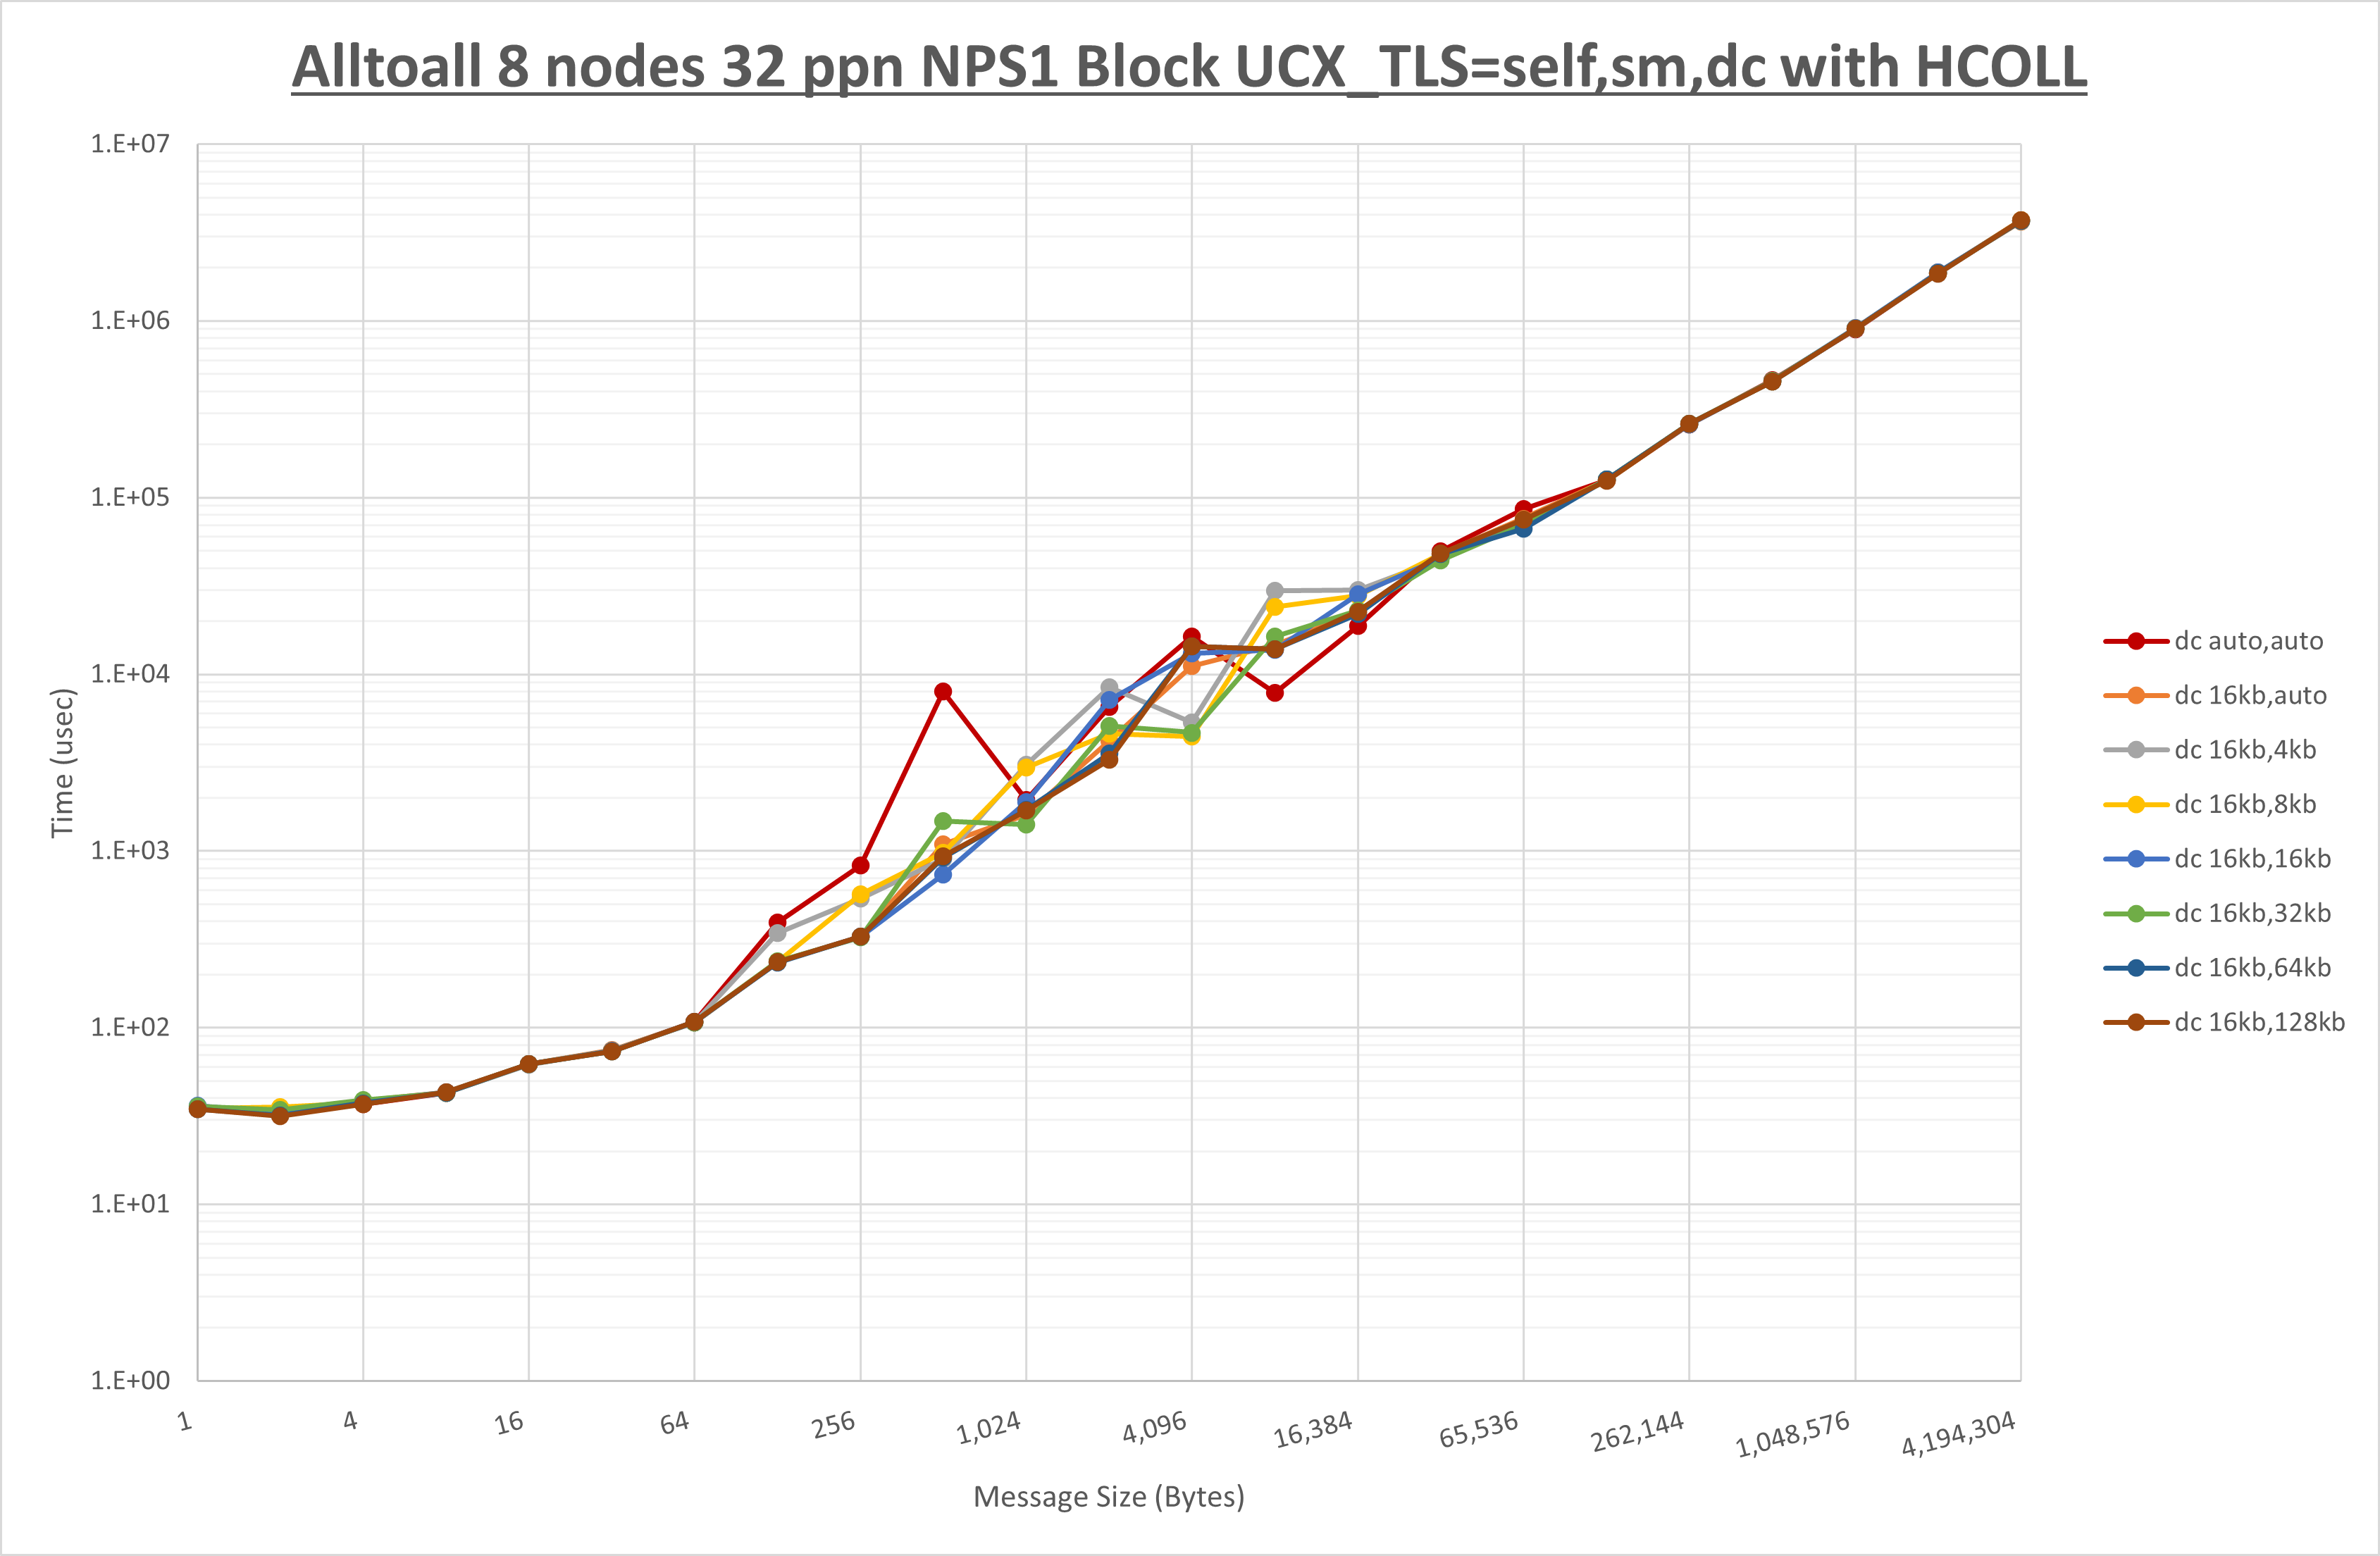 Alltoall 8 nodes 32 ppn NPS1 Block UCX_TLS=self,sm,dc with HCOLL
1.E+07
1.E+06
1.E+05
1.E+04
1.E+03
1.E+02
1.E+01
1.E+00
Time (usec)
1 4 16 64 256 1,024 4,096 16,384 65,536 262,144 1,048,576 4,194,304
Message Size (Bytes)
dc auto,auto
dc 16kb,auto
dc 16kb,4kb
dc 16kb,8kb
dc 16kb,16kb
dc 16kb,32kb
dc 16kb,64kb
dc 16kb,128kb